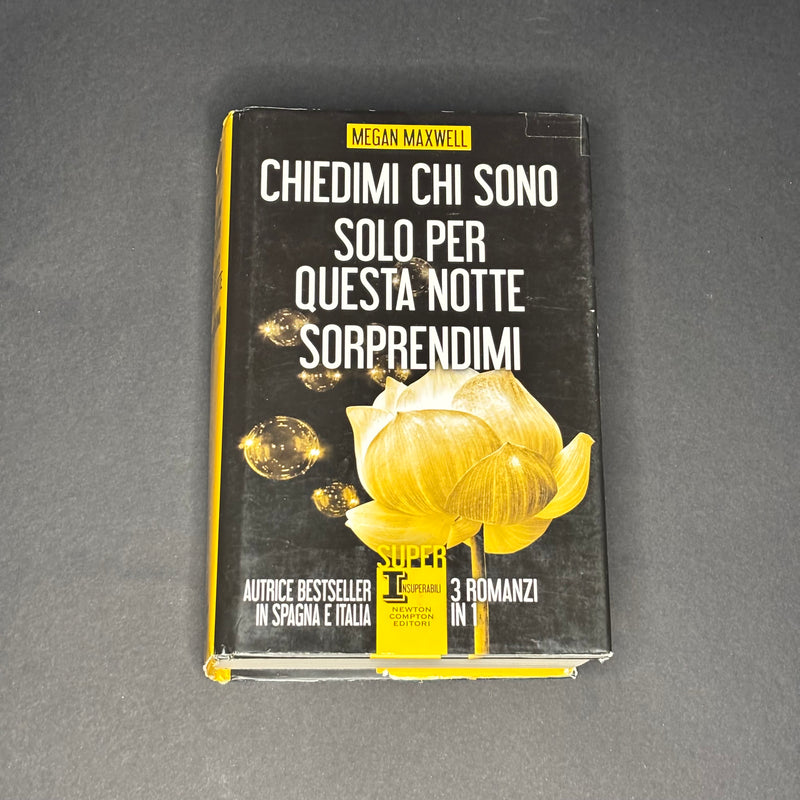 MEGAN MAXWELL
CHIEDIMI CHI SONO
SOLO PER
QUESTA NOTTE
SORPRENDIMI
AUTRICE BESTSELLER
IN SPAGNA E ITALIA
SUPER
INSUPERABILI
NEWTON
COMPTON
EDITORI
3 ROMANZI
IN 1